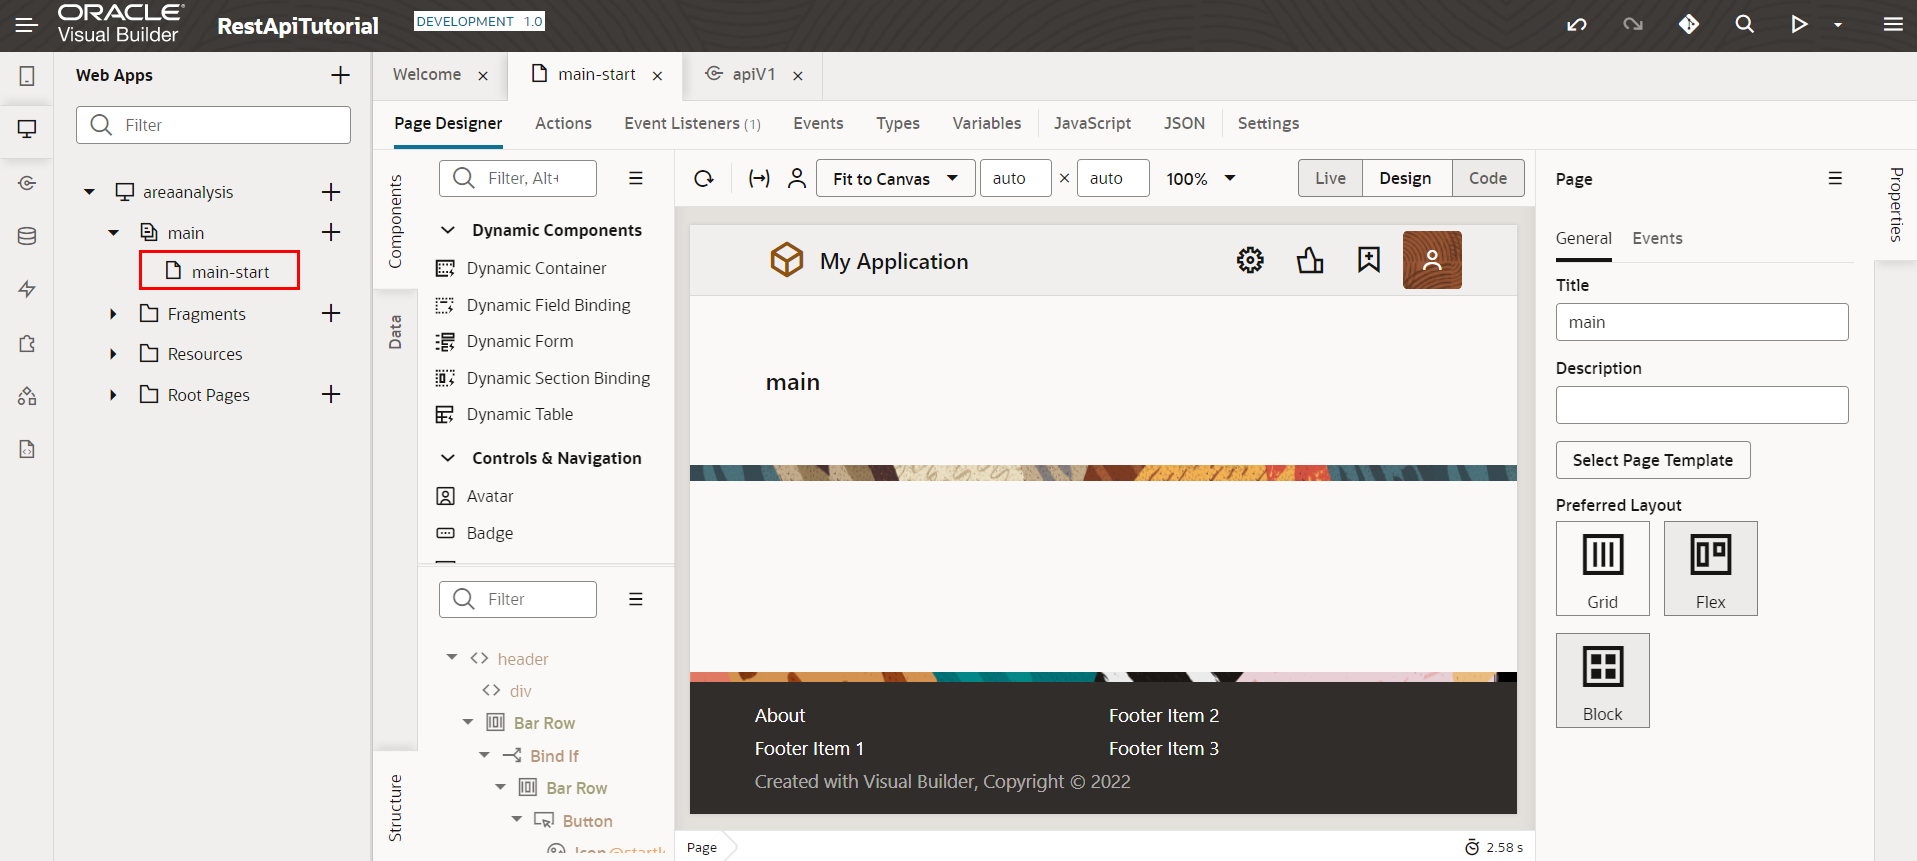 ORACLE
Visual Builder
RestApiTutorial
DEVELOPMENT 1.0
Web Apps
Filter
areaanalysis
main
main-start
Fragments
Resources
Root Pages
Welcome
main-start
apiV1
Page Designer
Actions
Event Listeners (1)
Events
Types
Variables
JavaScript
JSON
Settings
Components
Data
Structure
Filter, Alt+
Dynamic Components
Dynamic Container
Dynamic Field Binding
Dynamic Form
Dynamic Section Binding
Dynamic Table
Controls & Navigation
Avatar
Badge
Filter
header
div
Bar Row
Bind If
Bar Row
Button
Fit to Canvas
auto
×
auto
100%
Live
Design
Code
My Application
main
About
Footer Item 2
Footer Item 1
Footer Item 3
Created with Visual Builder, Copyright © 2022
Page
2.58 s
Page
General
Events
Title
main
Description
Select Page Template
Preferred Layout
Grid
Flex
Block
Properties